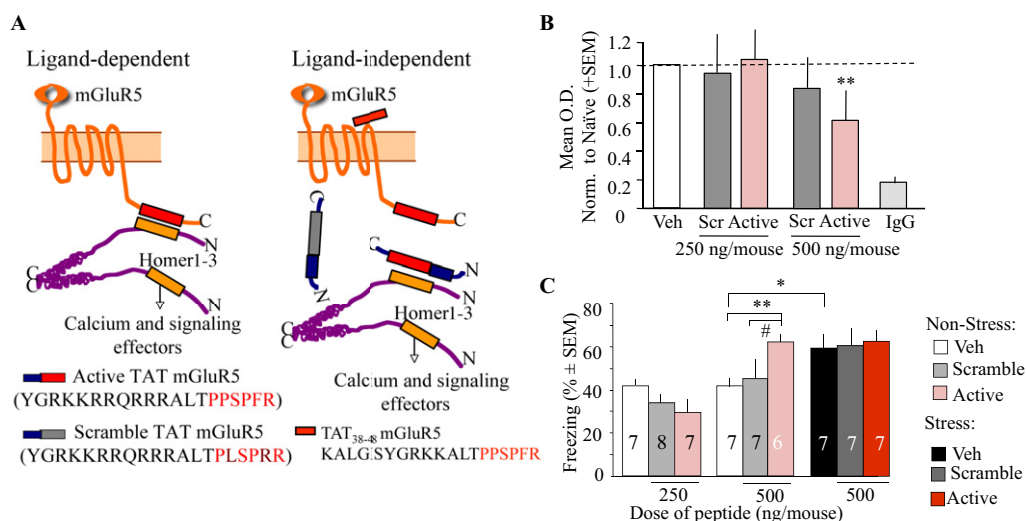 A
Ligand-dependent
Ligand-independent
mGluR5
mGluR5
C
N
C
C
Homer1-3
N
Calcium and signaling
effectors
C
N
C
N
C
C
Homer1-3
N
Calcium and signaling
effectors
Active TAT mGluR5
(YGRKKRRQRRRALTPPSPFR)
Scramble TAT mGluR5
(YGRKKRRQRRRALTPLSPRR)
TAT38-48 mGluR5
KALGISYGRKKALTPPSPFR
B
Mean O.D.
Norm. to Naïve (+SEM)
1.2
1.0
0.8
0.6
0.4
0.2
0
**
Veh Scr Active Scr Active IgG
250 ng/mouse 500 ng/mouse
C
Freezing (% ± SEM)
80
60
40
20
0
*
**
#
7 8 7 7 7 6 7 7 7
250 500 500
Dose of peptide (ng/mouse)
Non-Stress:
Veh
Scramble
Active
Stress:
Veh
Scramble
Active